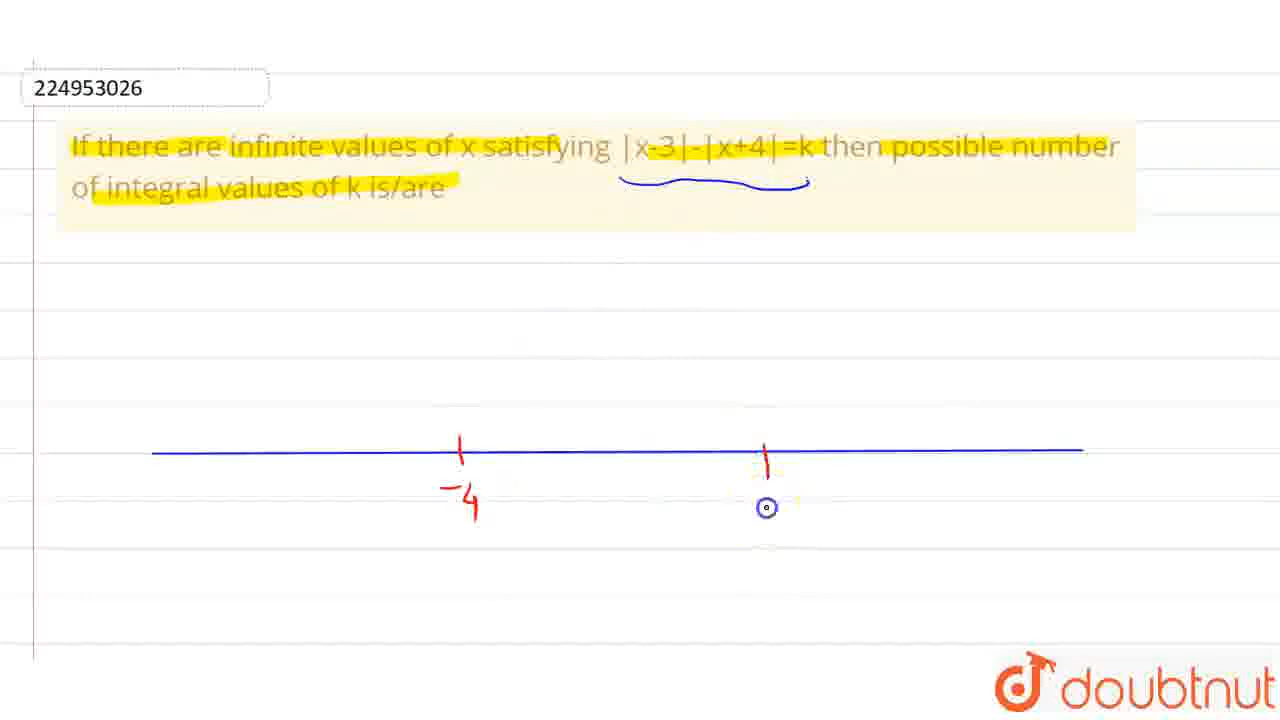 224953026
If there are infinite values of x satisfying |x-3|-|x+4|=k then possible number
of integral values of k is/are
-4
doubtnut